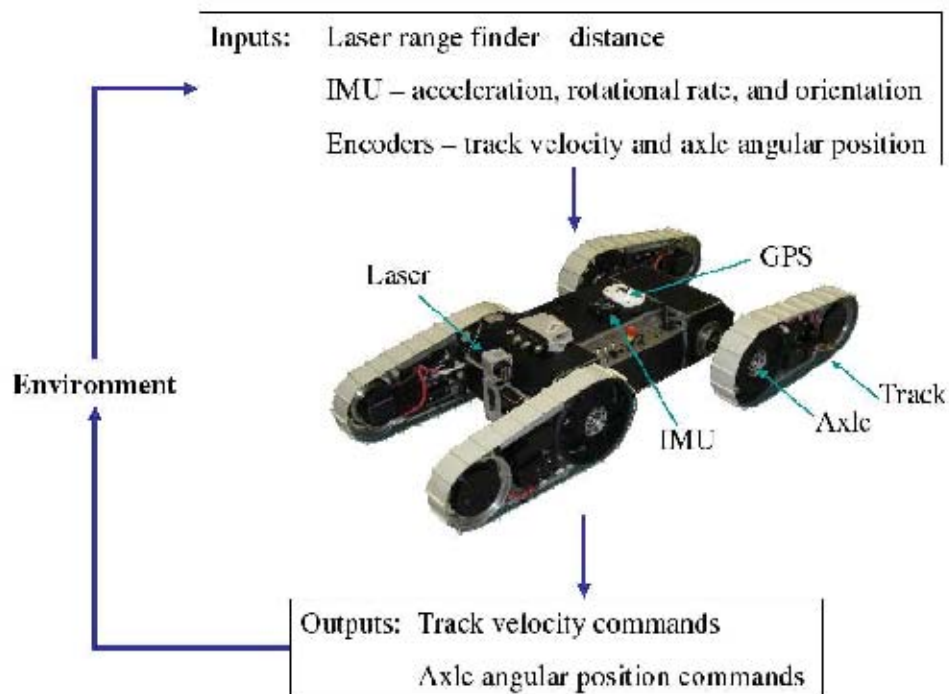 Inputs: Laser range finder – distance
IMU – acceleration, rotational rate, and orientation
Encoders – track velocity and axle angular position
GPS
Laser
Environment
Track
Axle
IMU
Outputs: Track velocity commands
Axle angular position commands